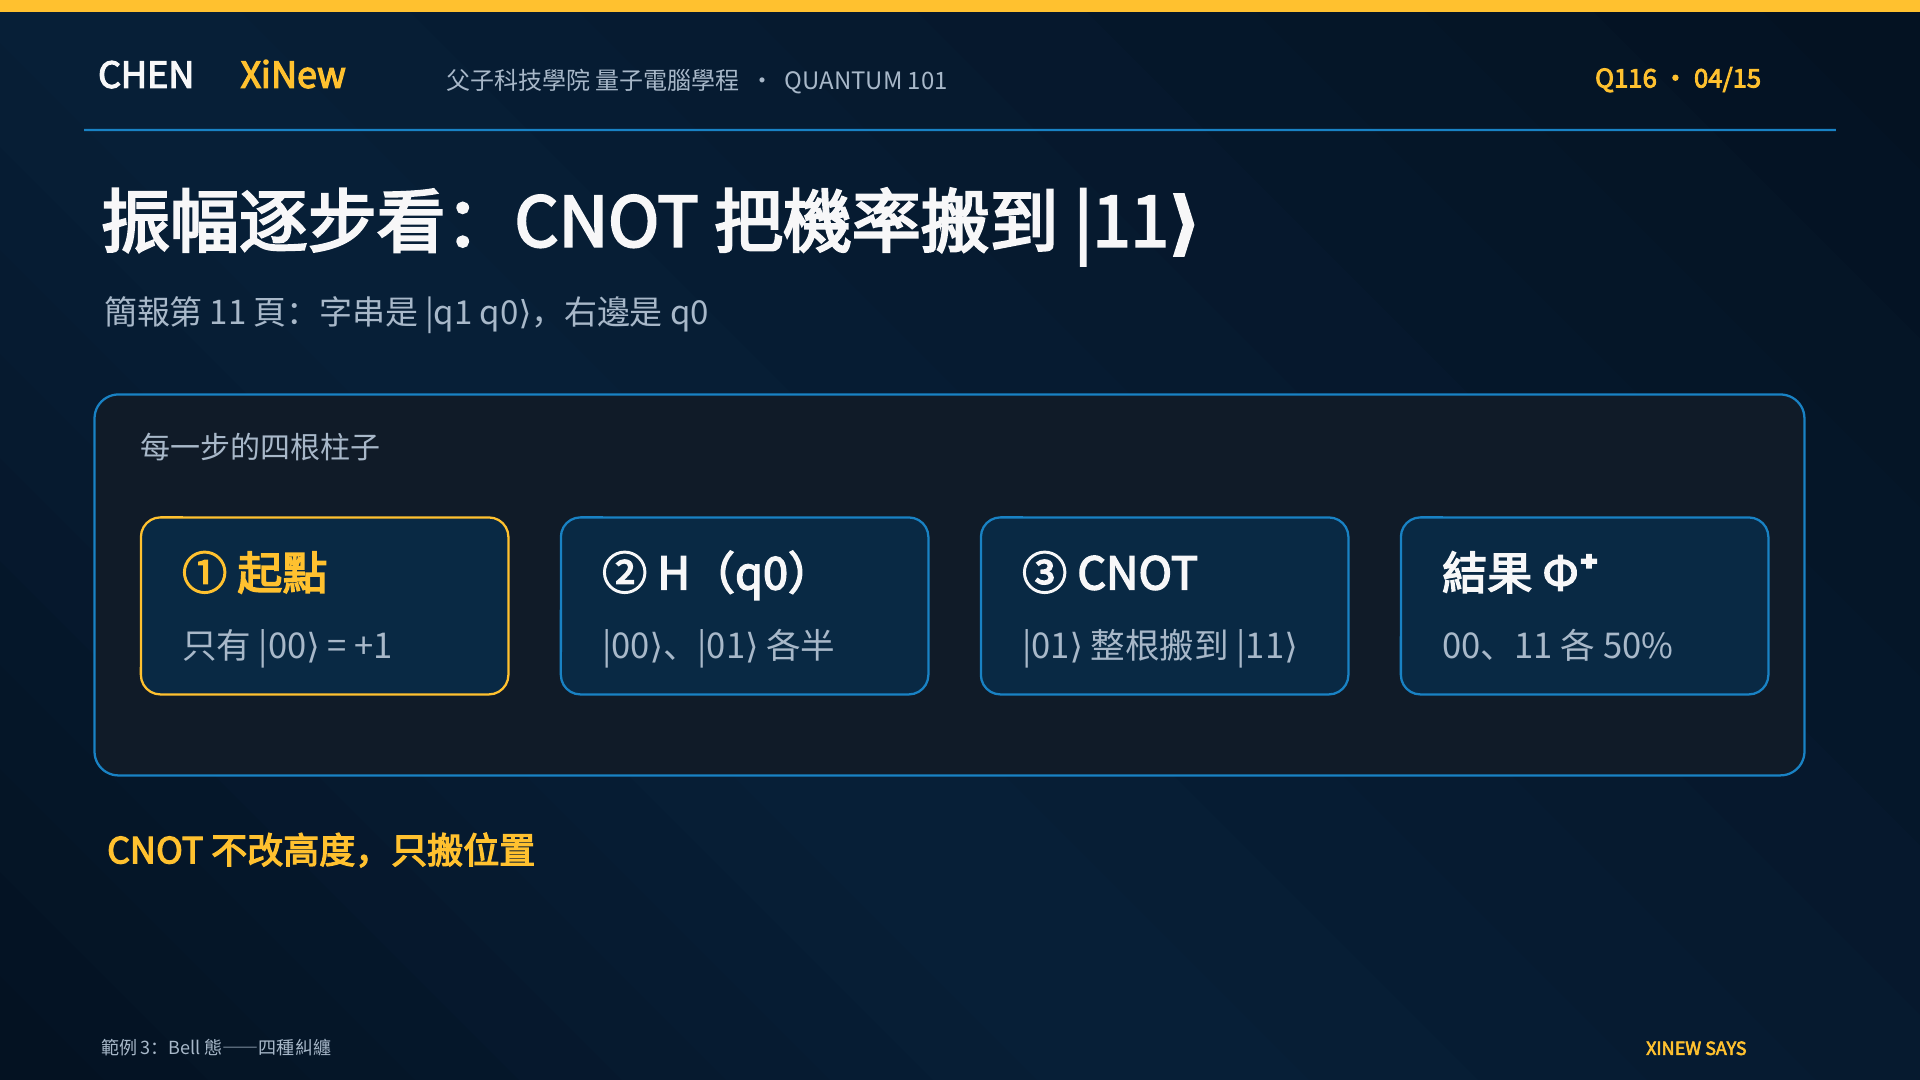 CHEN XiNew 父子科技學院 量子電腦學程 · QUANTUM 101 Q116 · 04/15
振幅逐步看：CNOT 把機率搬到 |11⟩
簡報第 11 頁：字串是 |q1 q0⟩，右邊是 q0
每一步的四根柱子
① 起點
只有 |00⟩ = +1
② H（q0）
|00⟩、|01⟩ 各半
③ CNOT
|01⟩ 整根搬到 |11⟩
結果 Φ⁺
00、11 各 50%
CNOT 不改高度，只搬位置
範例 3：Bell 態——四種糾纏
XINEW SAYS